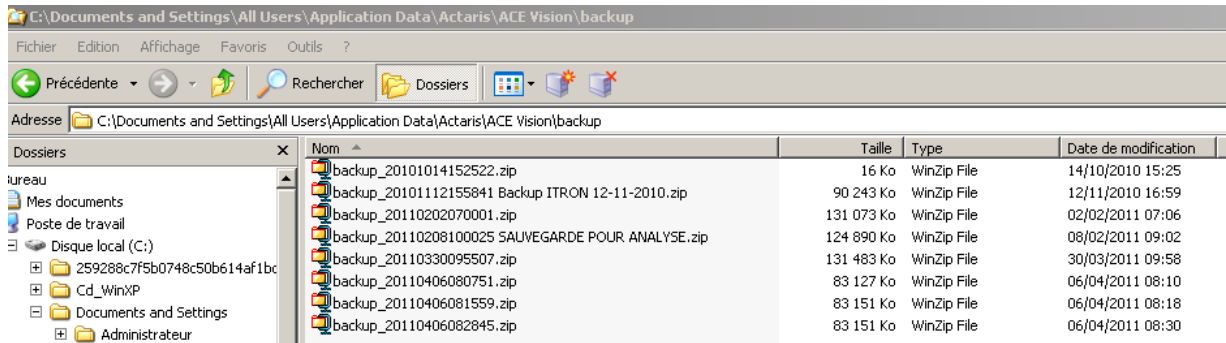 C:\Documents and Settings\All Users\Application Data\Actaris\ACE Vision\backup
Fichier Edition Affichage Favoris Outils ?
Précédente Rechercher Dossiers
Adresse C:\Documents and Settings\All Users\Application Data\Actaris\ACE Vision\backup
Dossiers x Nom Taille Type Date de modification
ureau
Mes documents
Poste de travail
Disque local (C:)
259288c7f5b0748c50b614af1bc
Cd_WinXP
Documents and Settings
Administrateur
backup_20101014152522.zip 16 Ko WinZip File 14/10/2010 15:25
backup_20101112155841 Backup ITRON 12-11-2010.zip 90 243 Ko WinZip File 12/11/2010 16:59
backup_20110202070001.zip 131 073 Ko WinZip File 02/02/2011 07:06
backup_20110208100025 SAUVEGARDE POUR ANALYSE.zip 124 890 Ko WinZip File 08/02/2011 09:02
backup_20110330095507.zip 131 483 Ko WinZip File 30/03/2011 09:58
backup_20110406080751.zip 83 127 Ko WinZip File 06/04/2011 08:10
backup_20110406081559.zip 83 151 Ko WinZip File 06/04/2011 08:18
backup_20110406082845.zip 83 151 Ko WinZip File 06/04/2011 08:30